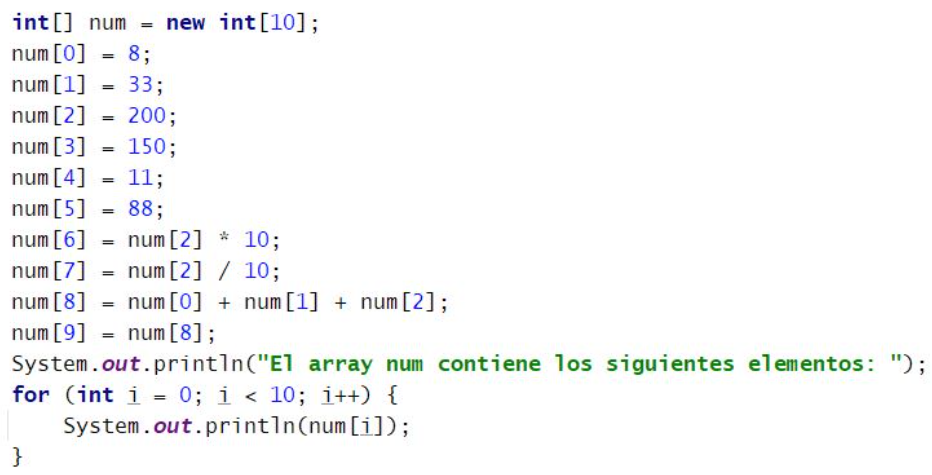 int[] num = new int[10];
num[0] = 8;
num[1] = 33;
num[2] = 200;
num[3] = 150;
num[4] = 11;
num[5] = 88;
num[6] = num[2] * 10;
num[7] = num[2] / 10;
num[8] = num[0] + num[1] + num[2];
num[9] = num[8];
System.out.println("El array num contiene los siguientes elementos: ");
for (int i = 0; i < 10; i++) {
    System.out.println(num[i]);
}